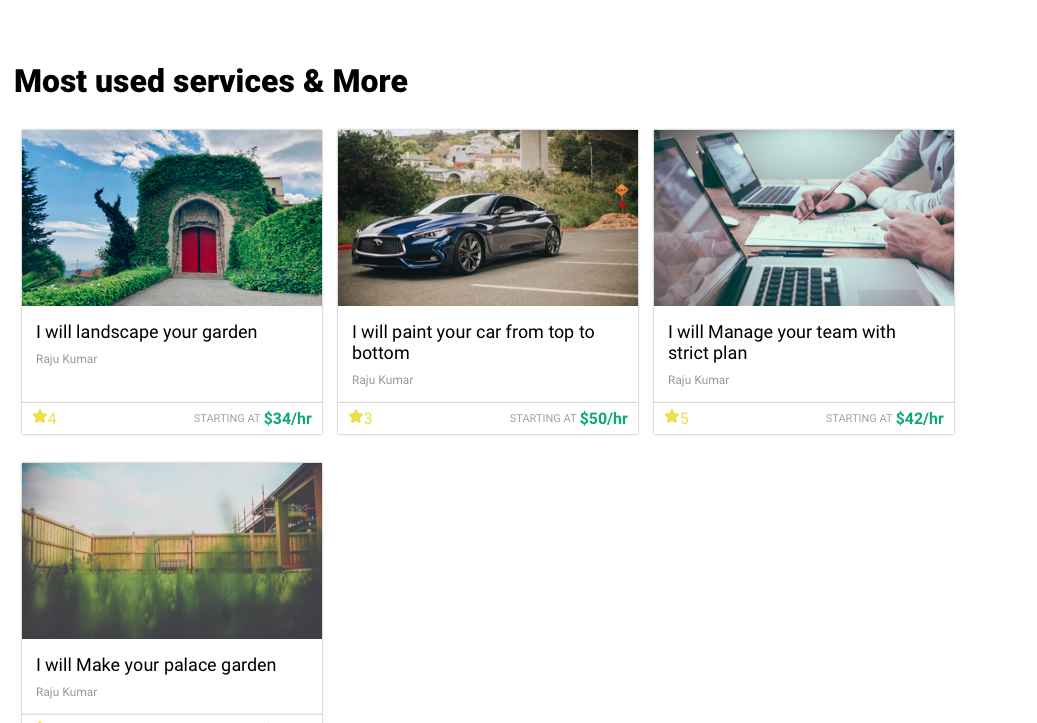 Most used services & More
I will landscape your garden
Raju Kumar
4 STARTING AT $34/hr
I will paint your car from top to
bottom
Raju Kumar
3 STARTING AT $50/hr
I will Manage your team with
strict plan
Raju Kumar
5 STARTING AT $42/hr
I will Make your palace garden
Raju Kumar